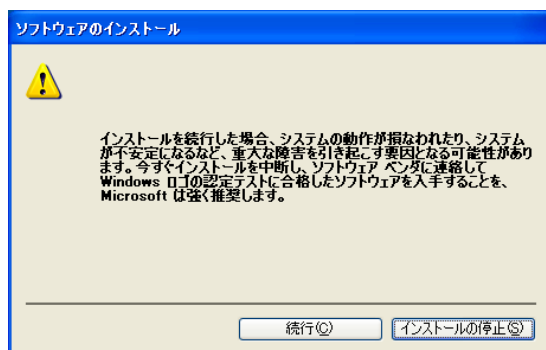 ソフトウェアのインストール
インストールを続行した場合、システムの動作が損なわれたり、システム
が不安定になるなど、重大な障害を引き起こす要因となる可能性があり
ます。今すぐインストールを中断し、ソフトウェア ベンダに連絡して
Windows ロゴの認定テストに合格したソフトウェアを入手することを、
Microsoft は強く推奨します。
続行(C)
インストールの停止(S)